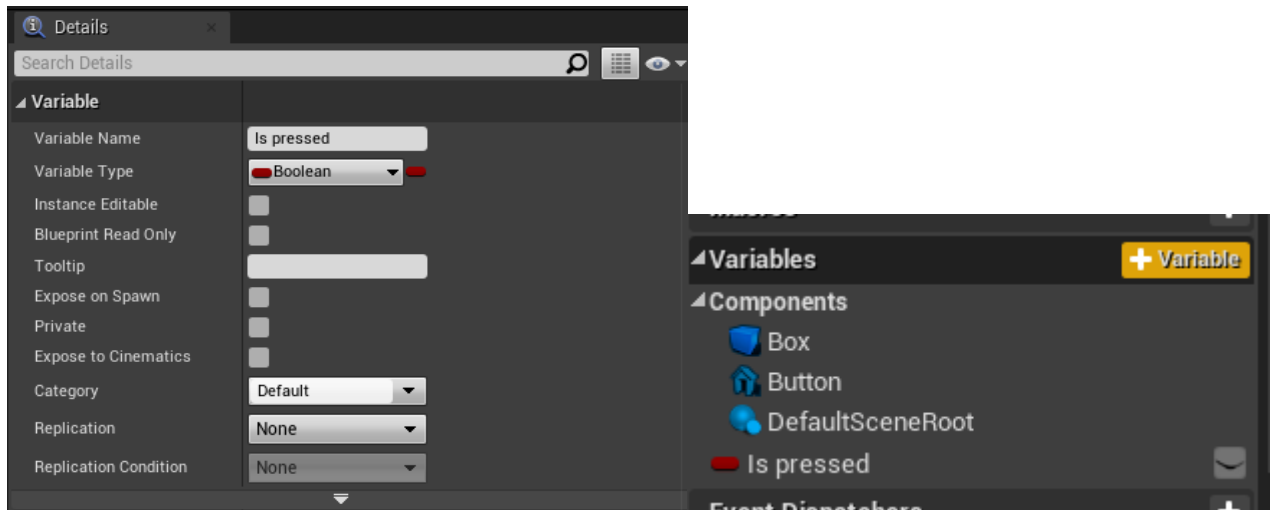 Details
Search Details
Variable
Variable Name Is pressed
Variable Type Boolean
Instance Editable
Blueprint Read Only
Tooltip
Expose on Spawn
Private
Expose to Cinematics
Category Default
Replication None
Replication Condition None
Variables + Variable
Components
Box
Button
DefaultSceneRoot
Is pressed
Event Dispatchers +